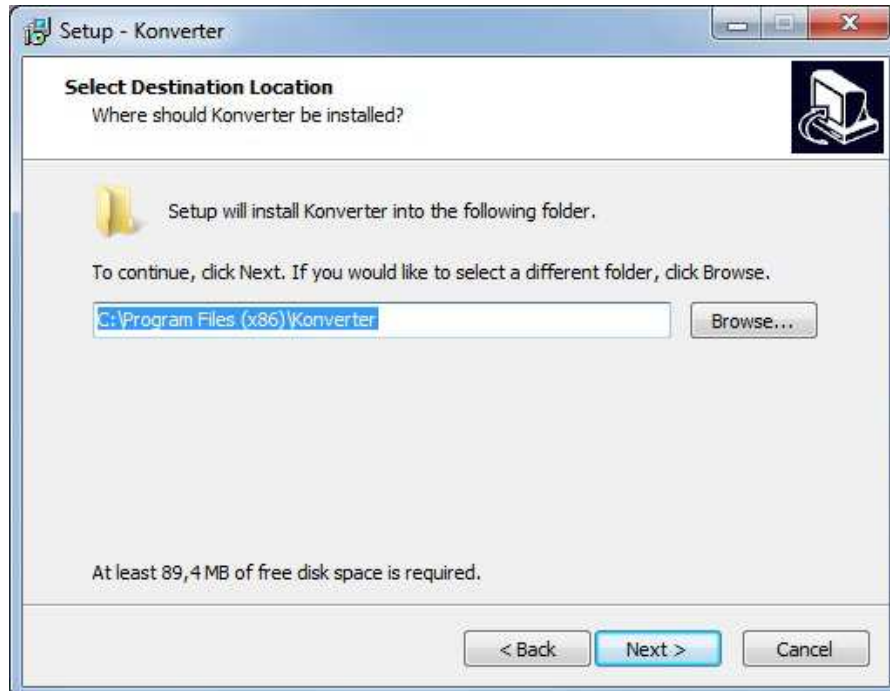 Setup - Konverter
Select Destination Location
Where should Konverter be installed?
Setup will install Konverter into the following folder.
To continue, click Next. If you would like to select a different folder, click Browse.
C:\Program Files (x86)\Konverter
Browse...
At least 89,4 MB of free disk space is required.
< Back Next > Cancel